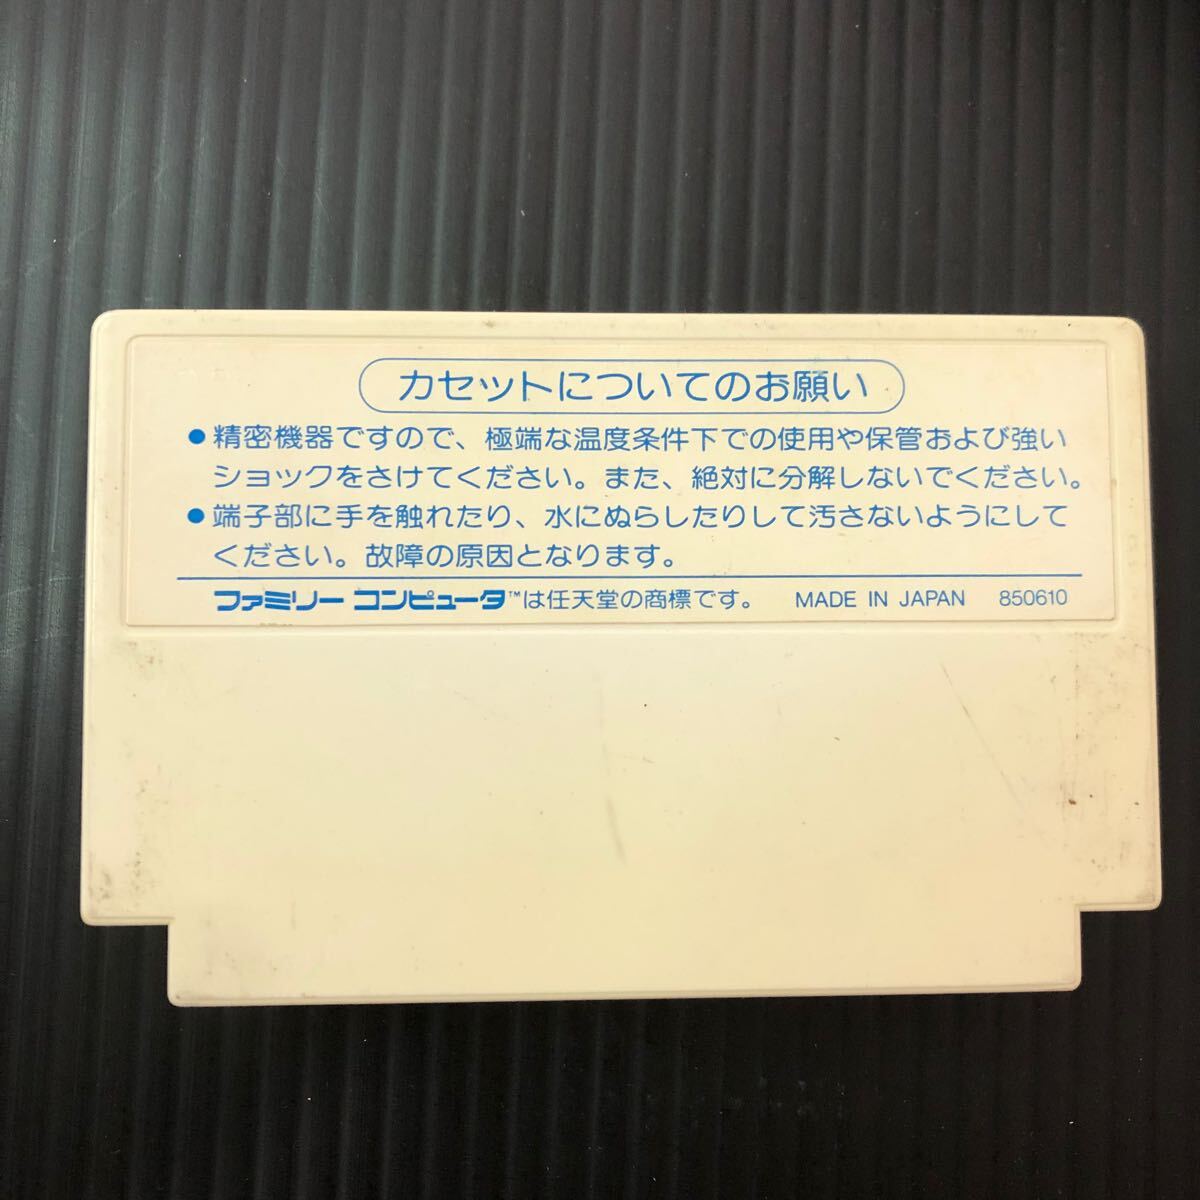 カセットについてのお願い
●精密機器ですので、極端な温度条件下での使用や保管および強い
ショックをさけてください。また、絶対に分解しないでください。
●端子部に手を触れたり、水にぬらしたりして汚さないようにして
ください。故障の原因となります。
ファミリー コンピュータ™は任天堂の商標です。 MADE IN JAPAN 850610